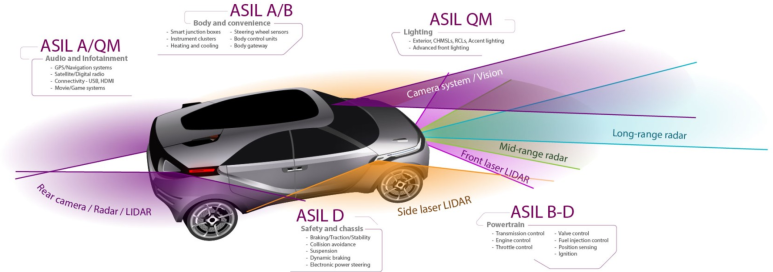 ASIL A/B
Body and convenience
- Smart junction boxes
- Instrument clusters
- Heating and cooling
- Steering wheel sensors
- Body control units
- Body gateway
ASIL QM
Lighting
- Exterior, CHMSLs, RCLs, Accent lighting
- Advanced front lighting
ASIL A/QM
Audio and Infotainment
- GPS/Navigation systems
- Satellite/Digital radio
- Connectivity - USB, HDMI
- Movie/Game systems
Camera system / Vision
Long-range radar
Mid-range radar
Front laser LIDAR
Rear camera / Radar / LIDAR
Side laser LIDAR
ASIL D
Safety and chassis
- Braking/Traction/Stability
- Collision avoidance
- Suspension
- Dynamic braking
- Electronic power steering
ASIL B-D
Powertrain
- Transmission control
- Engine control
- Throttle control
- Valve control
- Fuel injection control
- Position sensing
- Ignition